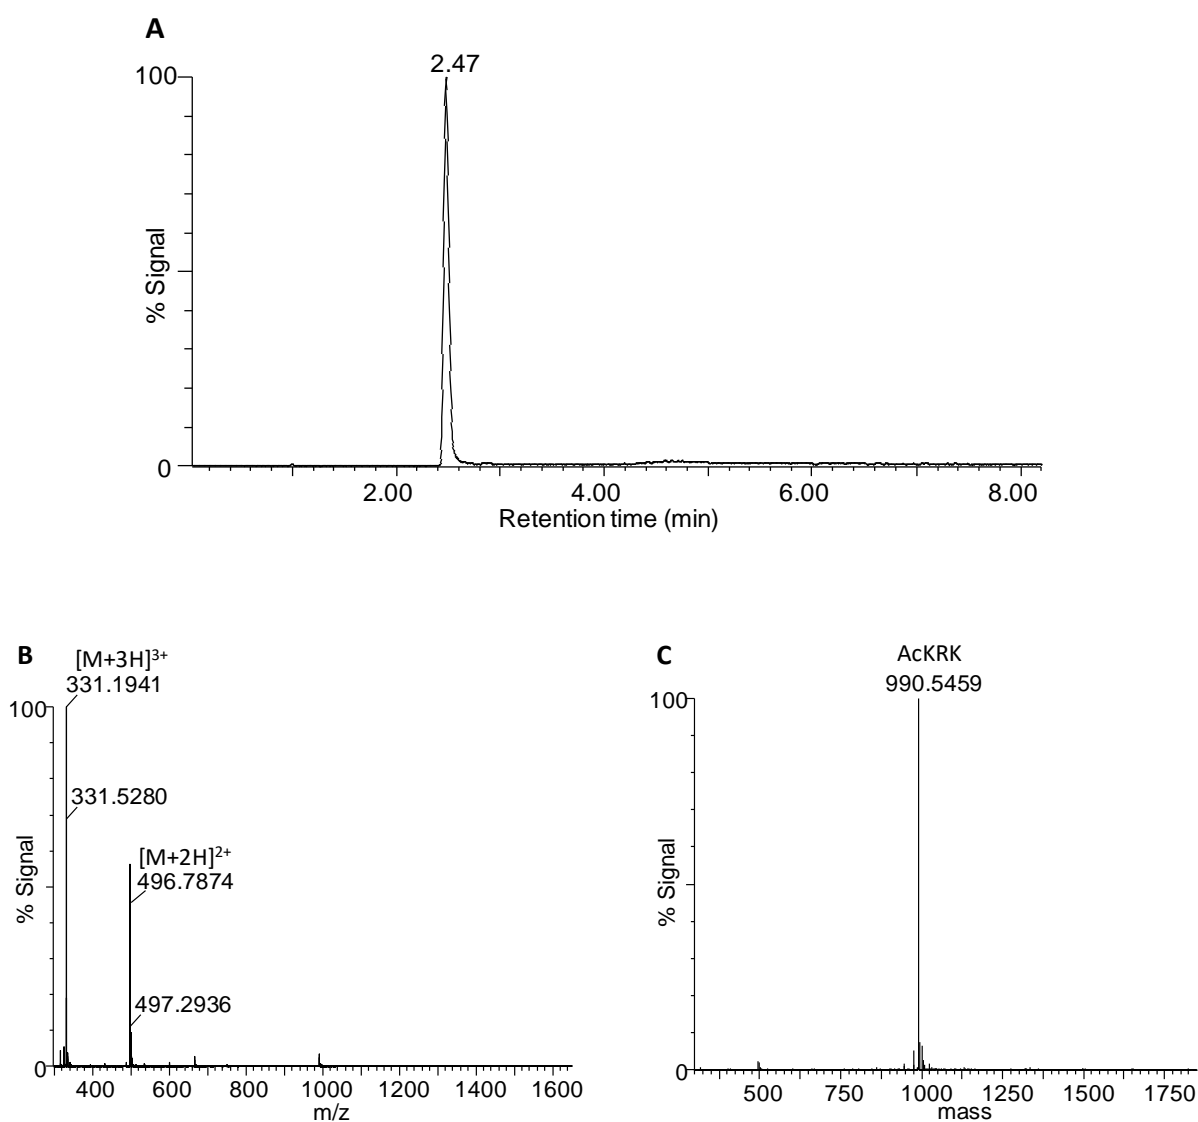 A
2.47
100
% Signal
0
2.00 4.00 6.00 8.00
Retention time (min)
B
[M+3H]3+
331.1941
100
331.5280
[M+2H]2+
496.7874
% Signal
497.2936
0
400 600 800 1000 1200 1400 1600
m/z
C
AcKRK
990.5459
100
% Signal
0
500 750 1000 1250 1500 1750
mass